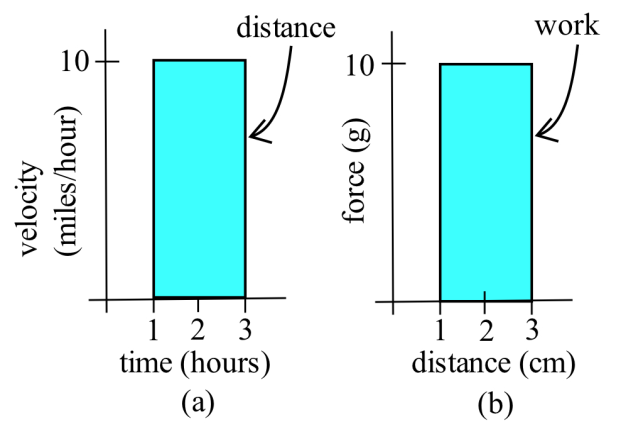 distance
10
velocity
(miles/hour)
1 2 3
time (hours)
(a)
work
10
force (g)
1 2 3
distance (cm)
(b)